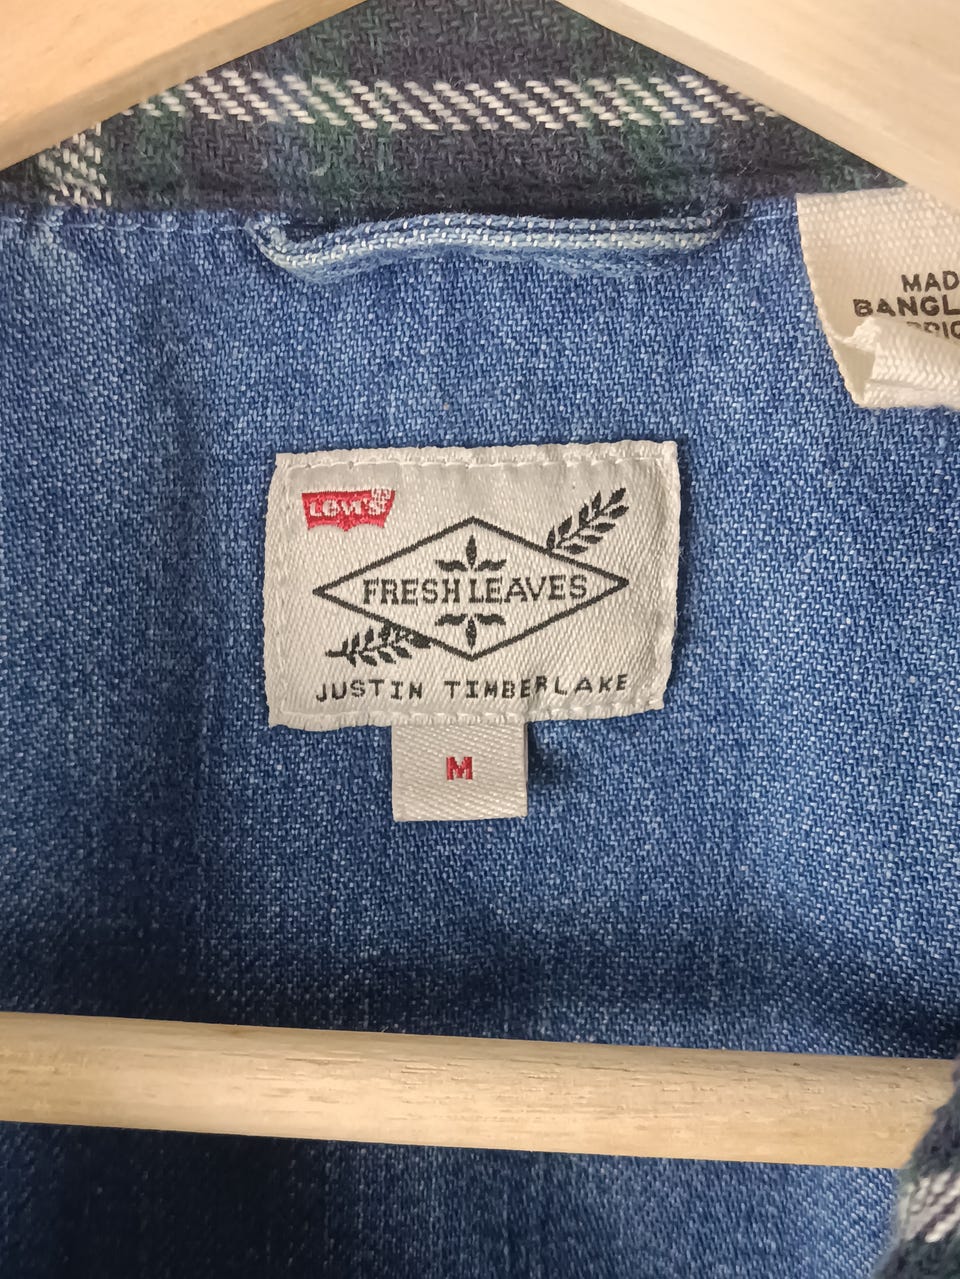 MAD
BANGL
Levi's
FRESH LEAVES
JUSTIN TIMBERLAKE
M